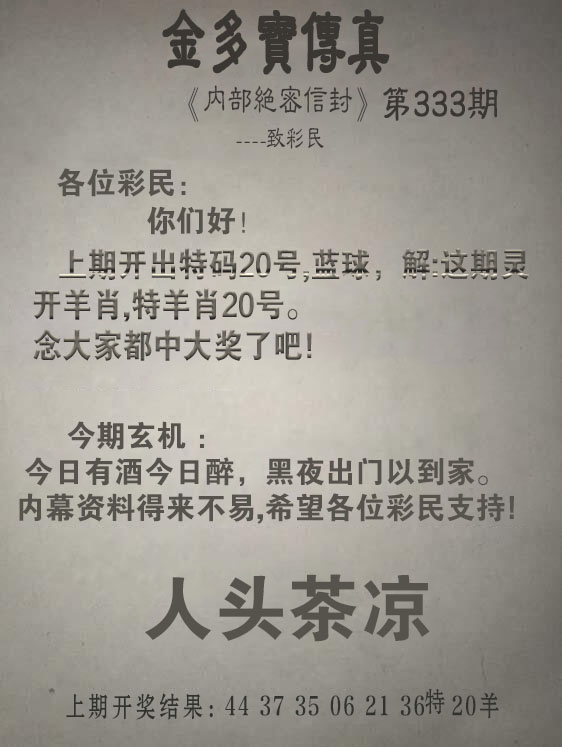 金多寶傳真
《内部絶密信封》第333期
----致彩民
各位彩民:
你们好!
上期开出特码20号,蓝球，解:这期灵
开羊肖,特羊肖20号。
念大家都中大奖了吧!
今期玄机：
今日有酒今日醉，黑夜出门以到家。
内幕资料得来不易,希望各位彩民支持!
人头茶凉
上期开奖结果: 44 37 35 06 21 36特 20羊